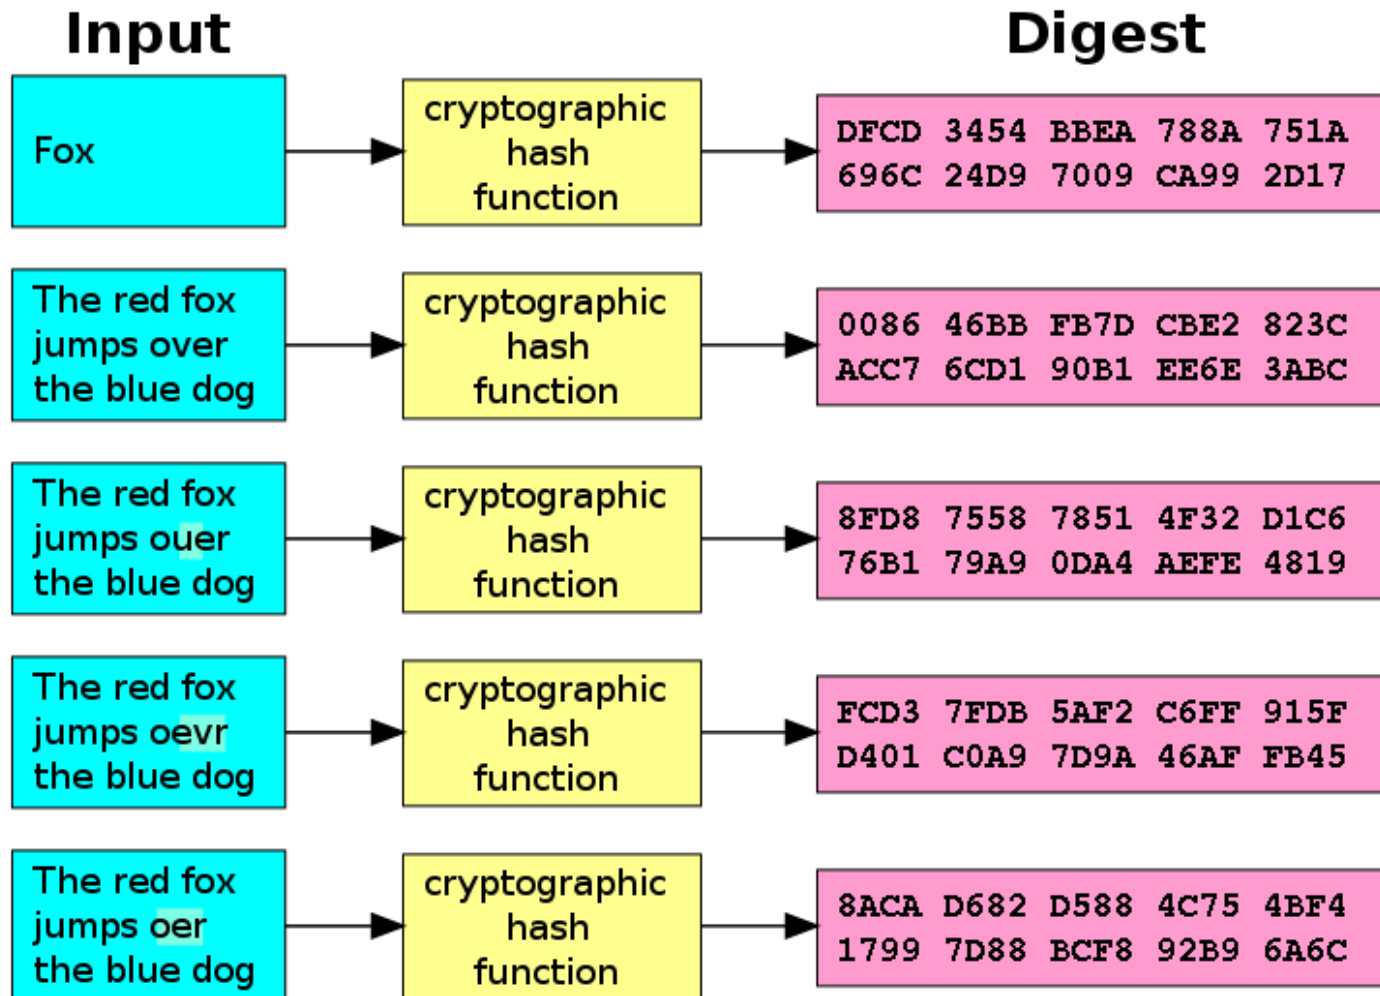 Input
Digest
Fox
cryptographic
hash
function
DFCD 3454 BBEA 788A 751A
696C 24D9 7009 CA99 2D17
The red fox
jumps over
the blue dog
cryptographic
hash
function
0086 46BB FB7D CBE2 823C
ACC7 6CD1 90B1 EE6E 3ABC
The red fox
jumps ouer
the blue dog
cryptographic
hash
function
8FD8 7558 7851 4F32 D1C6
76B1 79A9 0DA4 AEFE 4819
The red fox
jumps oevr
the blue dog
cryptographic
hash
function
FCD3 7FDB 5AF2 C6FF 915F
D401 C0A9 7D9A 46AF FB45
The red fox
jumps oer
the blue dog
cryptographic
hash
function
8ACA D682 D588 4C75 4BF4
1799 7D88 BCF8 92B9 6A6C